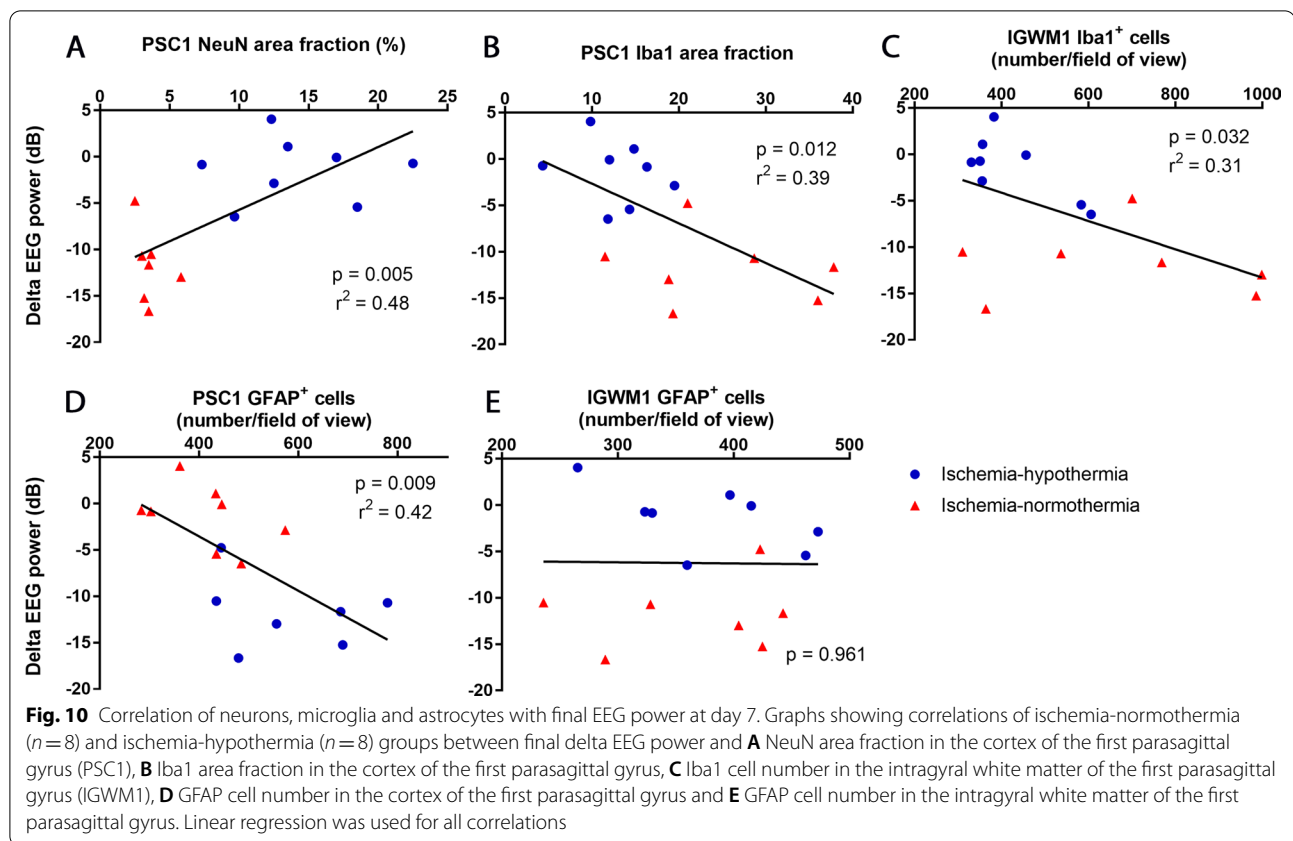 A
PSC1 NeuN area fraction (%)
0 5 10 15 20 25
5
0
-5
-10
-15
-20
Delta EEG power (dB)
p = 0.005
r² = 0.48
B
PSC1 Iba1 area fraction
0 10 20 30 40
5
0
-5
-10
-15
-20
p = 0.012
r² = 0.39
C
IGWM1 Iba1⁺ cells
(number/field of view)
200 400 600 800 1000
5
0
-5
-10
-15
-20
p = 0.032
r² = 0.31
D
PSC1 GFAP⁺ cells
(number/field of view)
200 400 600 800
5
0
-5
-10
-15
-20
Delta EEG power (dB)
p = 0.009
r² = 0.42
E
IGWM1 GFAP⁺ cells
(number/field of view)
200 300 400 500
5
0
-5
-10
-15
-20
p = 0.961
Ischemia-hypothermia
Ischemia-normothermia
Fig. 10 Correlation of neurons, microglia and astrocytes with final EEG power at day 7. Graphs showing correlations of ischemia-normothermia
(n = 8) and ischemia-hypothermia (n = 8) groups between final delta EEG power and A NeuN area fraction in the cortex of the first parasagittal
gyrus (PSC1), B Iba1 area fraction in the cortex of the first parasagittal gyrus, C Iba1 cell number in the intragyral white matter of the first parasagittal
gyrus (IGWM1), D GFAP cell number in the cortex of the first parasagittal gyrus and E GFAP cell number in the intragyral white matter of the first
parasagittal gyrus. Linear regression was used for all correlations